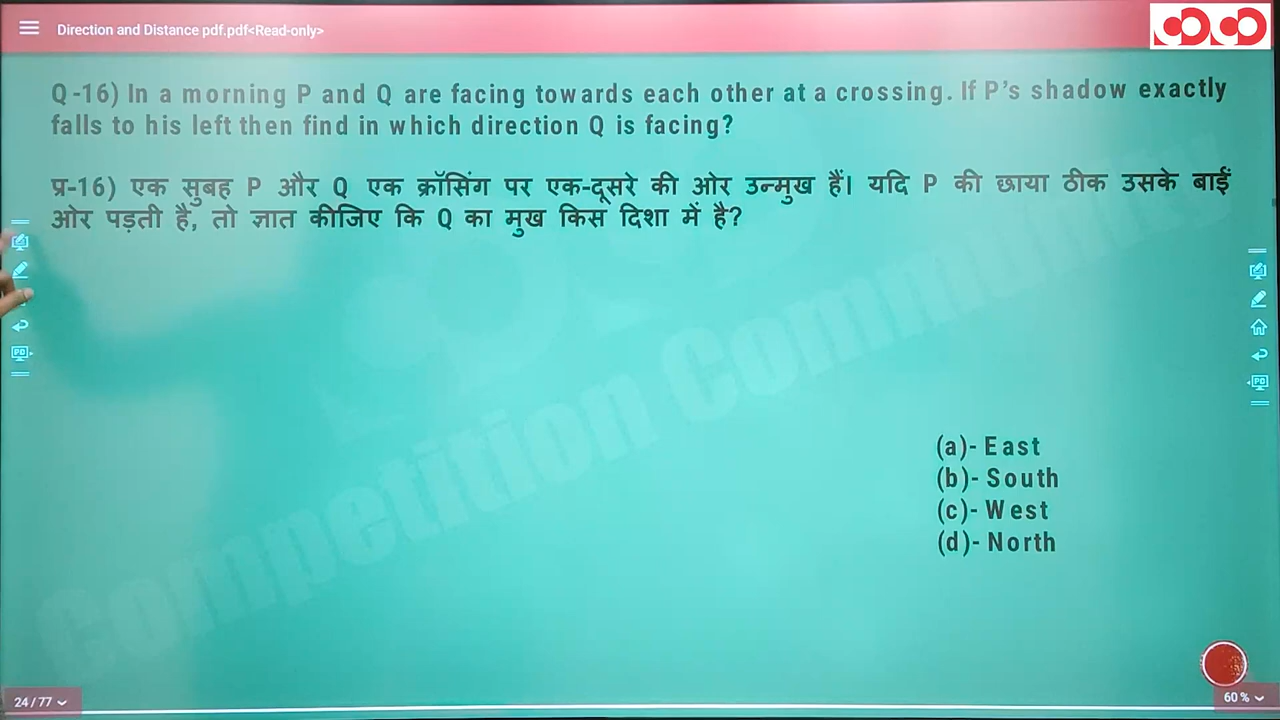 Direction and Distance pdf.pdf<Read-only>
Q-16) In a morning P and Q are facing towards each other at a crossing. If P's shadow exactly
falls to his left then find in which direction Q is facing?
प्र-16) एक सुबह P और Q एक क्रॉसिंग पर एक-दूसरे की ओर उन्मुख हैं। यदि P की छाया ठीक उसके बाईं
ओर पड़ती है, तो ज्ञात कीजिए कि Q का मुख किस दिशा में है?
Competition Community
(a)- East
(b)- South
(c)- West
(d)- North
24 / 77
60 %